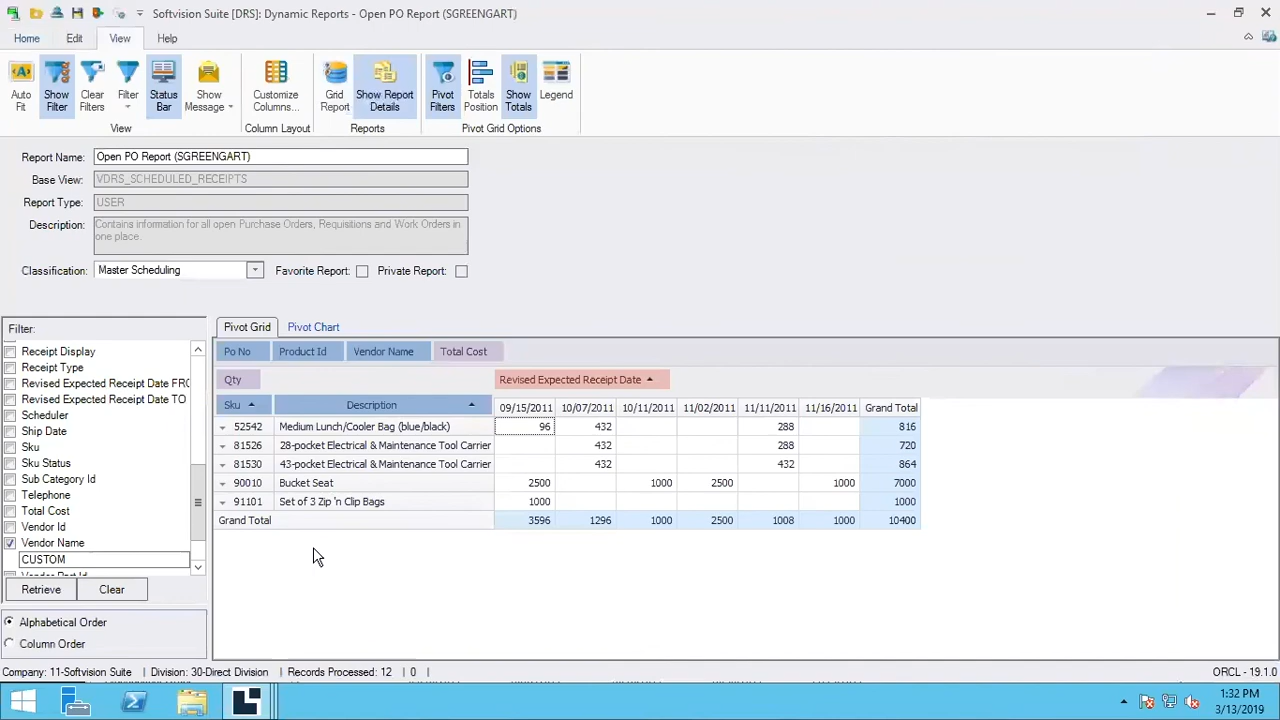 Softvision Suite [DRS]: Dynamic Reports - Open PO Report (SGREENGART)
Home Edit View Help
Auto Fit
Show Filter
Clear Filters
Filter
Status Bar
Show Message
Customize Columns...
Grid Report
Show Report Details
Pivot Filters
Totals Position
Show Totals
Legend
View Column Layout Reports Pivot Grid Options
Report Name: Open PO Report (SGREENGART)
Base View: VDRS_SCHEDULED_RECEIPTS
Report Type: USER
Description: Contains information for all open Purchase Orders, Requisitions and Work Orders in
one place.
Classification: Master Scheduling Favorite Report: Private Report:
Filter:
Receipt Display
Receipt Type
Revised Expected Receipt Date FRO
Revised Expected Receipt Date TO
Scheduler
Ship Date
Sku
Sku Status
Sub Category Id
Telephone
Total Cost
Vendor Id
Vendor Name
CUSTOM
Vendor Part Id
Retrieve Clear
Alphabetical Order
Column Order
Pivot Grid Pivot Chart
Po No Product Id Vendor Name Total Cost
Qty Revised Expected Receipt Date
Sku Description 09/15/2011 10/07/2011 10/11/2011 11/02/2011 11/11/2011 11/16/2011 Grand Total
52542 Medium Lunch/Cooler Bag (blue/black) 96 432 288 816
81526 28-pocket Electrical & Maintenance Tool Carrier 432 288 720
81530 43-pocket Electrical & Maintenance Tool Carrier 432 432 864
90010 Bucket Seat 2500 1000 2500 1000 7000
91101 Set of 3 Zip 'n Clip Bags 1000 1000
Grand Total 3596 1296 1000 2500 1008 1000 10400
Company: 11-Softvision Suite | Division: 30-Direct Division | Records Processed: 12 | 0 | ORCL - 19.1.0
1:32 PM
3/13/2019